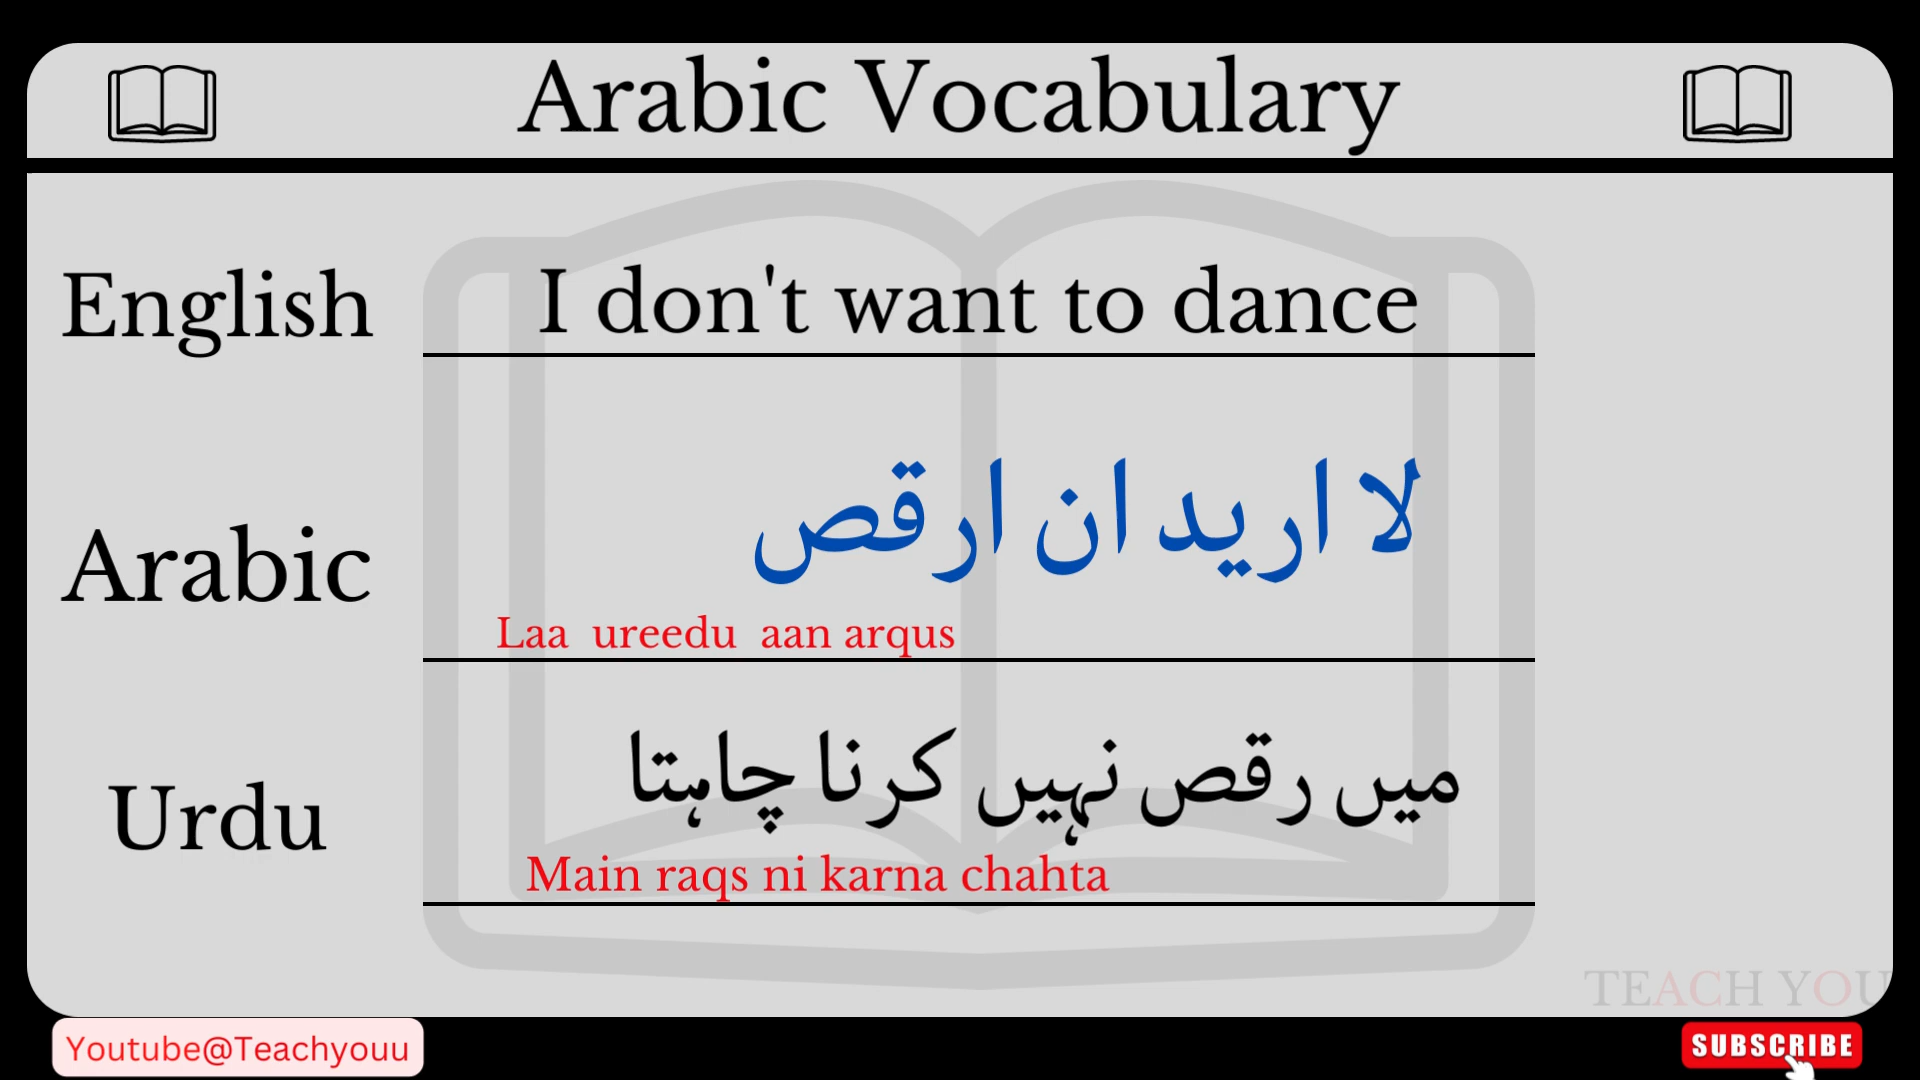 Arabic Vocabulary
English
I don't want to dance
Arabic
لا اريد ان ارقص
Laa ureedu aan arqus
Urdu
میں رقص نہیں کرنا چاہتا
Main raqs ni karna chahta
TEACH YOU
Youtube@Teachyouu
SUBSCRIBE